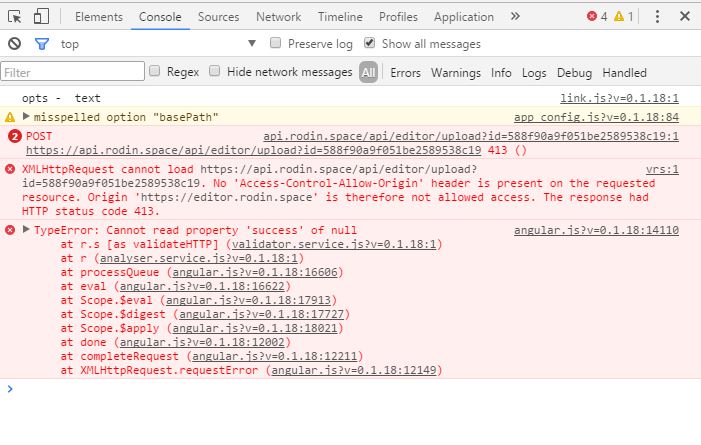 Elements Console Sources Network Timeline Profiles Application » 4 1
top Preserve log Show all messages
Filter Regex Hide network messages All Errors Warnings Info Logs Debug Handled
opts -  text link.js?v=0.1.18:1
misspelled option "basePath" app config.js?v=0.1.18:84
2 POST api.rodin.space/api/editor/upload?id=588f90a9f051be2589538c19:1
https://api.rodin.space/api/editor/upload?id=588f90a9f051be2589538c19 413 ()
XMLHttpRequest cannot load https://api.rodin.space/api/editor/upload? vrs:1
id=588f90a9f051be2589538c19. No 'Access-Control-Allow-Origin' header is present on the requested
resource. Origin 'https://editor.rodin.space' is therefore not allowed access. The response had
HTTP status code 413.
TypeError: Cannot read property 'success' of null angular.js?v=0.1.18:14110
at r.s [as validateHTTP] (validator.service.js?v=0.1.18:1)
at r (analyser.service.js?v=0.1.18:1)
at processQueue (angular.js?v=0.1.18:16606)
at eval (angular.js?v=0.1.18:16622)
at Scope.$eval (angular.js?v=0.1.18:17913)
at Scope.$digest (angular.js?v=0.1.18:17727)
at Scope.$apply (angular.js?v=0.1.18:18021)
at done (angular.js?v=0.1.18:12002)
at completeRequest (angular.js?v=0.1.18:12211)
at XMLHttpRequest.requestError (angular.js?v=0.1.18:12149)